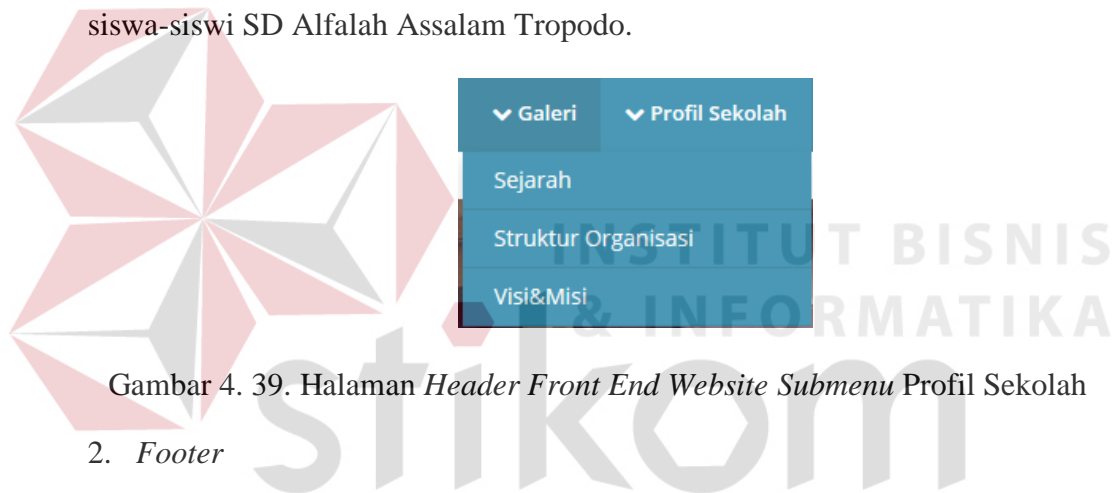 siswa-siswi SD Alfalah Assalam Tropodo.
Galeri Profil Sekolah
Sejarah
Struktur Organisasi
Visi&Misi
INSTITUT BISNIS
& INFORMATIKA
stikom
Gambar 4. 39. Halaman Header Front End Website Submenu Profil Sekolah
2. Footer